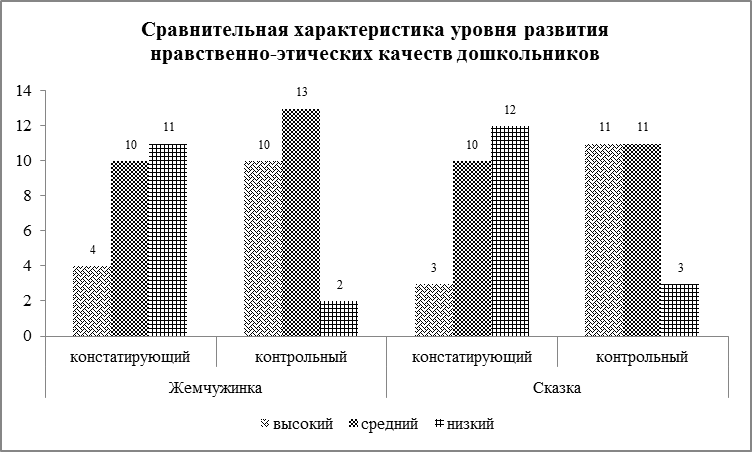 Сравнительная характеристика уровня развития
нравственно-этических качеств дошкольников
14
12
10
8
6
4
2
0
4
10
11
10
13
2
3
10
12
11
11
3
констатирующий
контрольный
констатирующий
контрольный
Жемчужинка
Сказка
высокий
средний
низкий